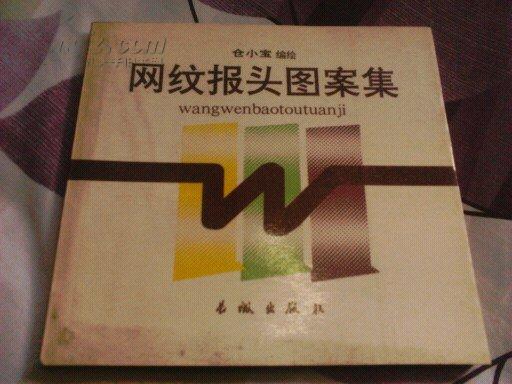 仓小宝 编绘
网纹报头图案集
wangwenbaotoutuanji
长城出版社